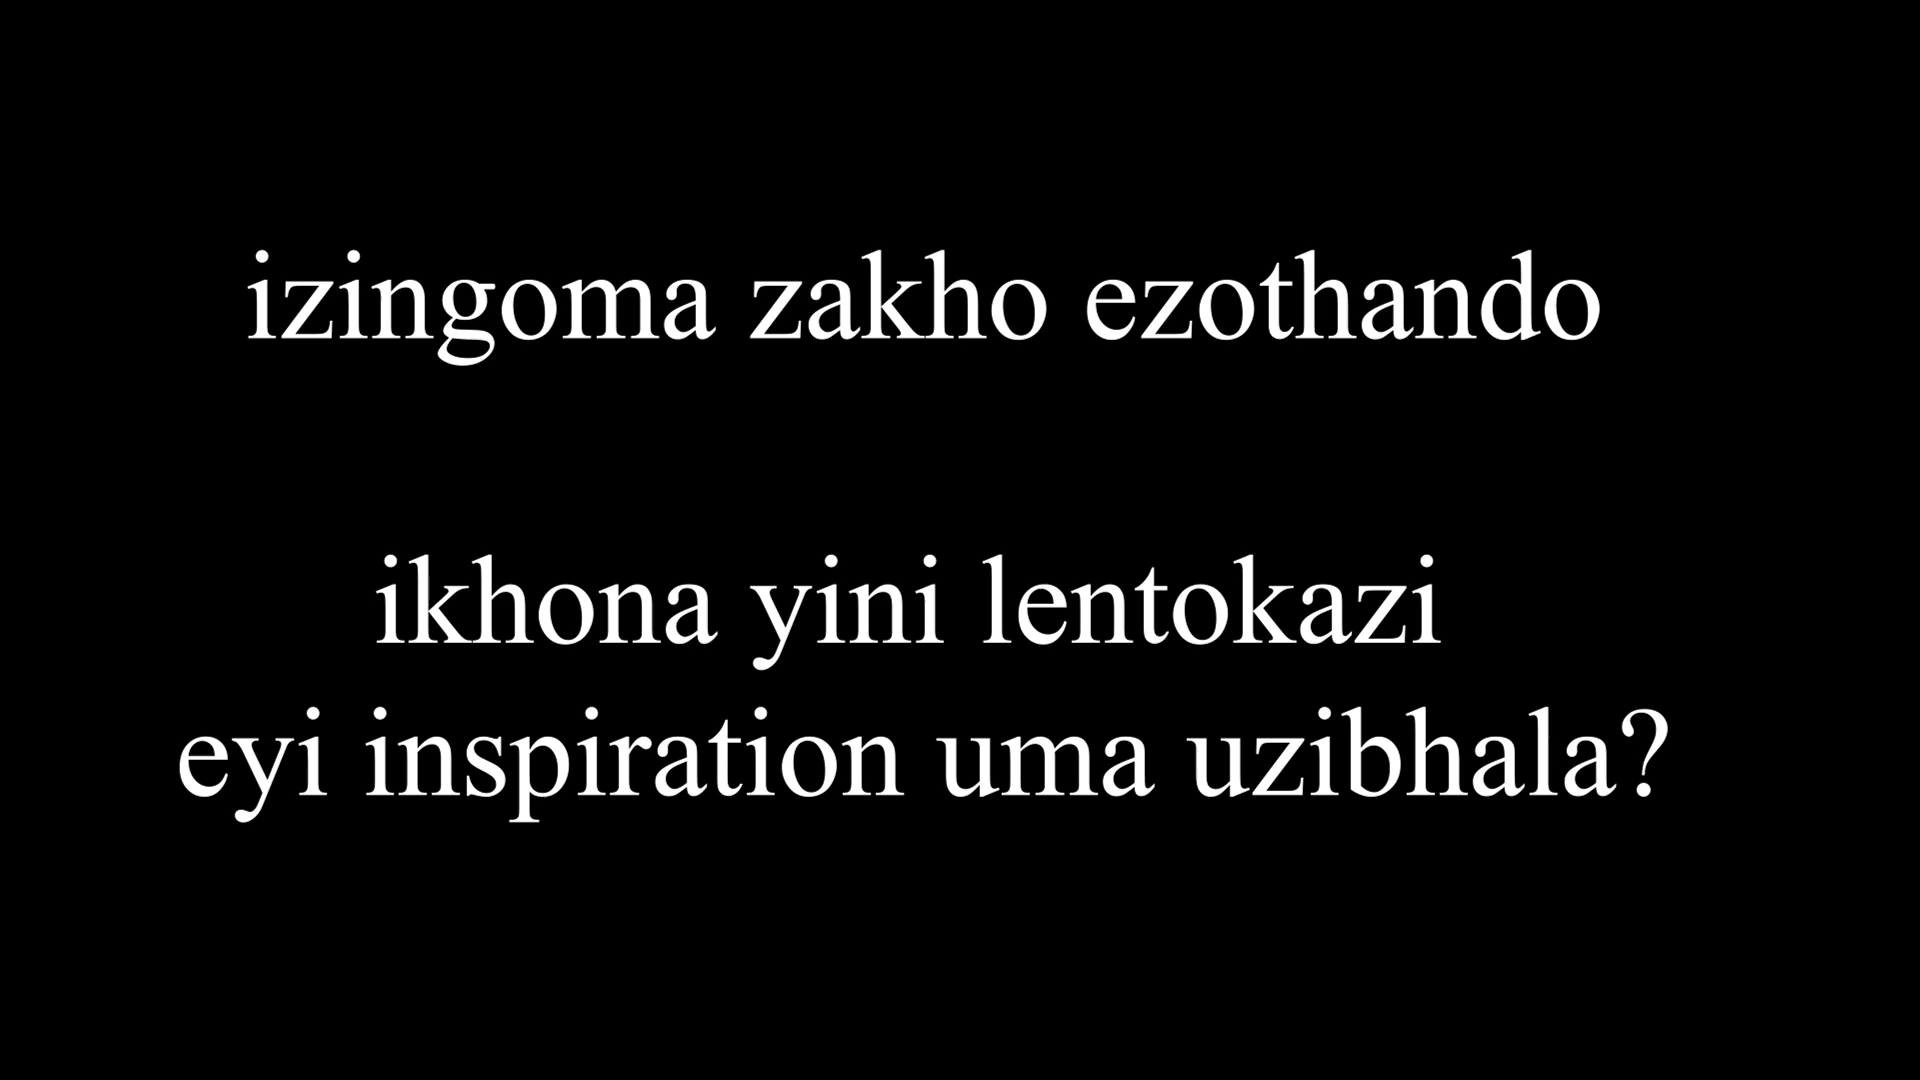 izingoma zakho ezothando
ikhona yini lentokazi
eyi inspiration uma uzibhala?